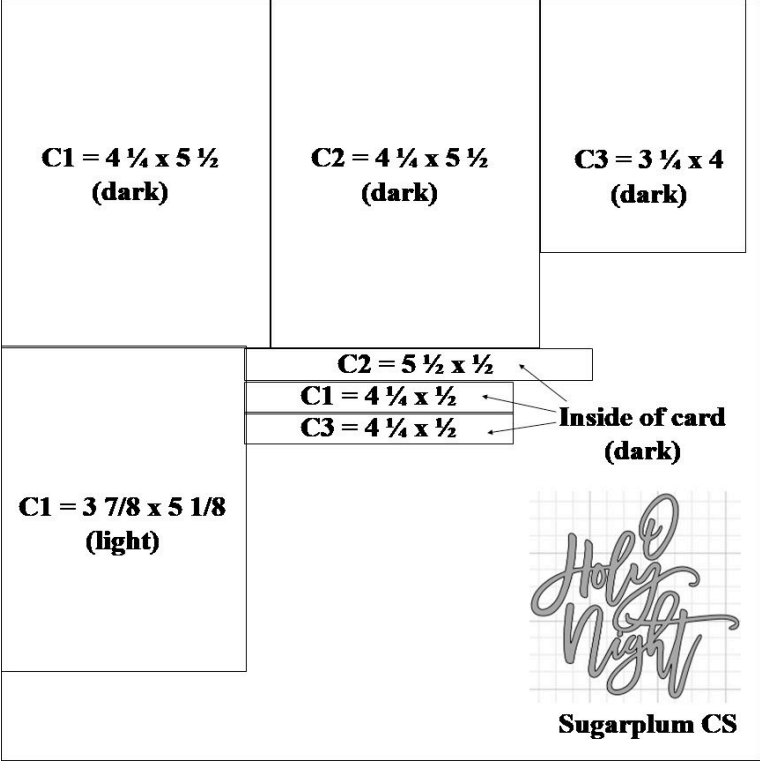 C1 = 4 ¼ x 5 ½
(dark)
C2 = 4 ¼ x 5 ½
(dark)
C3 = 3 ¼ x 4
(dark)
C2 = 5 ½ x ½
C1 = 4 ¼ x ½
C3 = 4 ¼ x ½
Inside of card
(dark)
C1 = 3 7/8 x 5 1/8
(light)
O
Holy
Night
Sugarplum CS